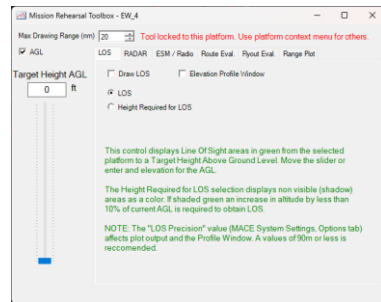 Mission Rehearsal Toolbox - EW_4
Max Drawing Range (nm) 20 Tool locked to this platform. Use platform context menu for others.
AGL LOS RADAR ESM / Radio Route Eval. Flyout Eval. Range Plot
Target Height AGL Draw LOS Elevation Profile Window
0 ft LOS
Height Required for LOS
This control displays Line Of Sight areas in green from the selected
platform to a Target Height Above Ground Level. Move the slider or
enter and elevation for the AGL.
The Height Required for LOS selection displays non visible (shadow)
areas as a color. If shaded green an increase in altitude by less than
10% of current AGL is required to obtain LOS.
NOTE: The "LOS Precision" value (MACE System Settings, Options tab)
affects plot output and the Profile Window. A values of 90m or less is
reccomended.